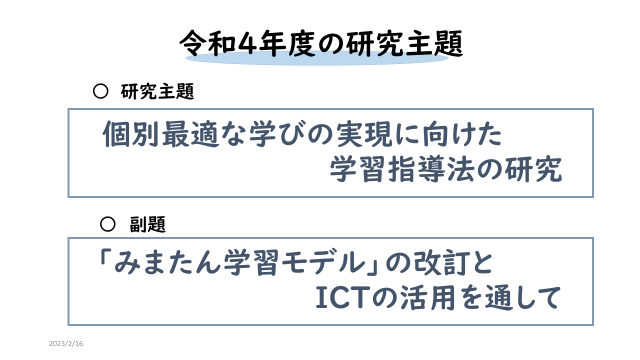 令和4年度の研究主題
○ 研究主題
個別最適な学びの実現に向けた
学習指導法の研究
○ 副題
「みまたん学習モデル」の改訂と
ICTの活用を通して
2023/2/16